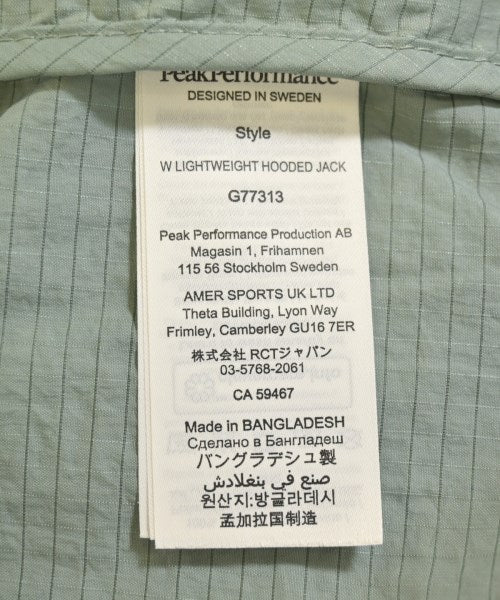 PeakPerformance
DESIGNED IN SWEDEN
Style
W LIGHTWEIGHT HOODED JACK
G77313
Peak Performance Production AB
Magasin 1, Frihamnen
115 56 Stockholm Sweden
AMER SPORTS UK LTD
Theta Building, Lyon Way
Frimley, Camberley GU16 7ER
株式会社 RCTジャパン
03-5768-2061
CA 59467
Made in BANGLADESH
Сделано в Бангладеш
バングラデシュ製
صنع في بنغلادش
원산지:방글라데시
孟加拉国制造